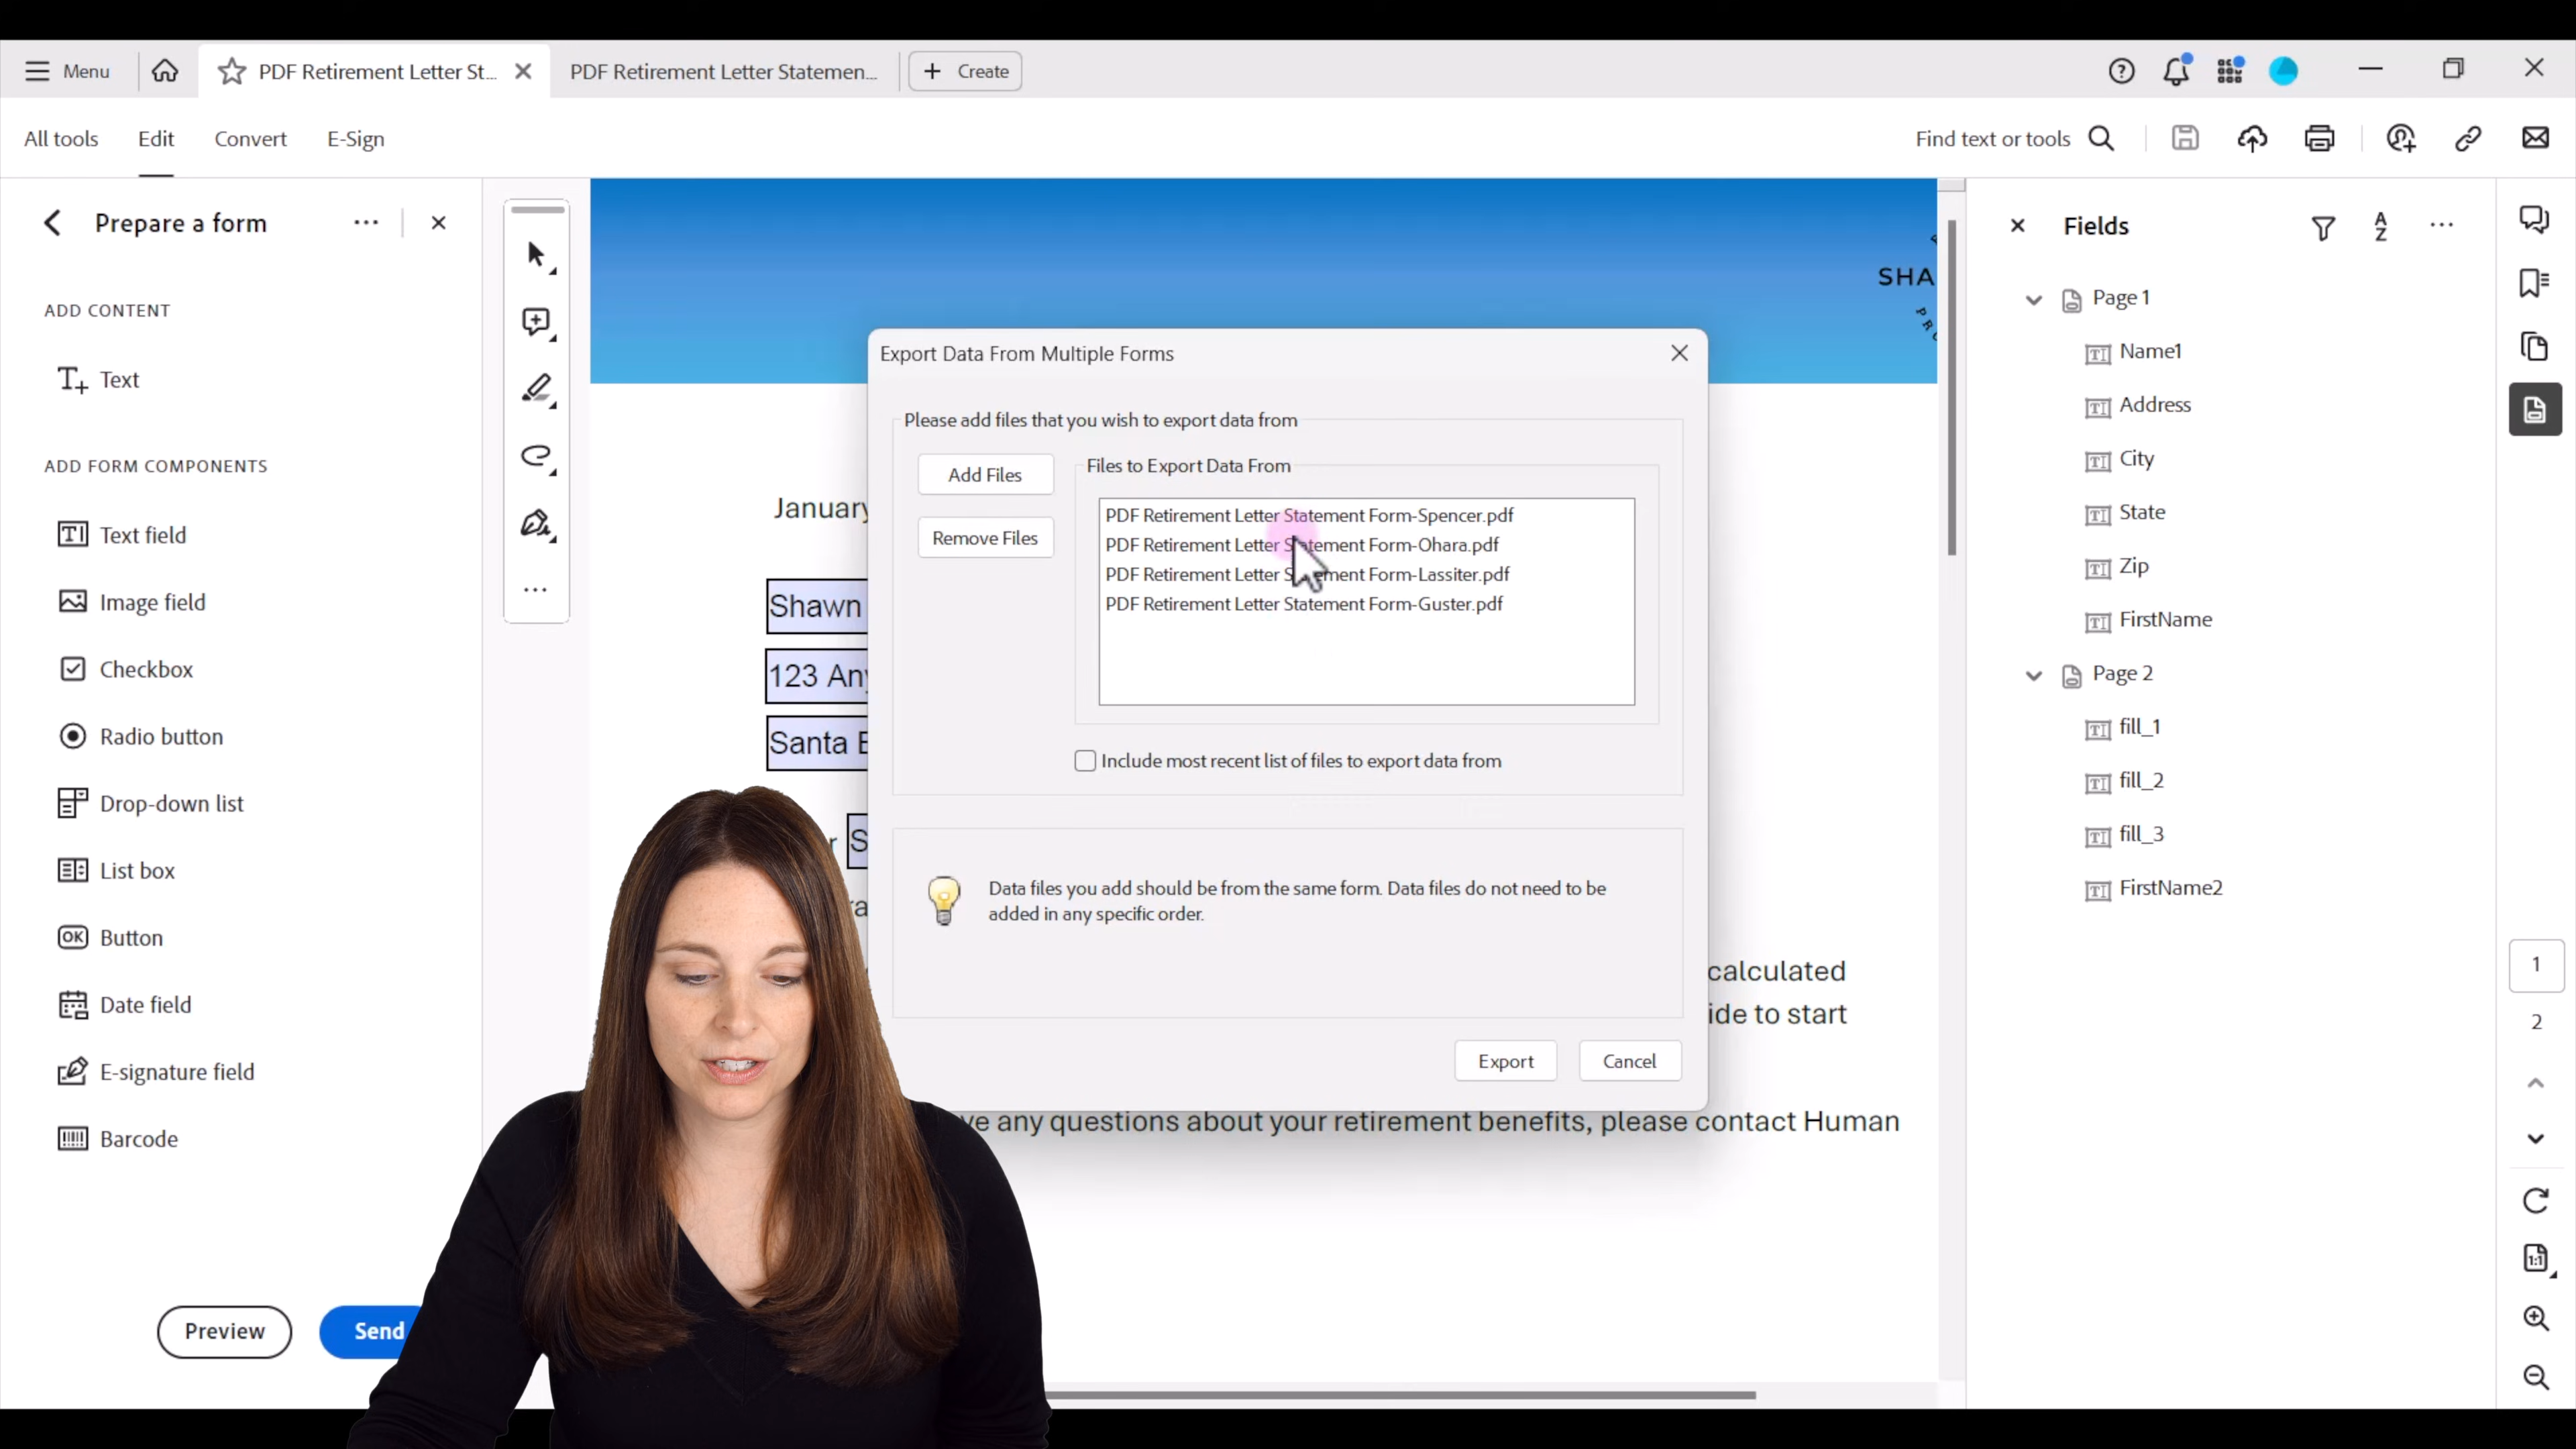 Menu
PDF Retirement Letter St...
PDF Retirement Letter Statemen...
Create
All tools
Edit
Convert
E-Sign
Find text or tools
Prepare a form
ADD CONTENT
Text
ADD FORM COMPONENTS
Text field
Image field
Checkbox
Radio button
Drop-down list
List box
OK Button
Date field
E-signature field
Barcode
Preview
Send
SHA
PRO
January
Shawn
123 Any
Santa B
r S
ra
calculated
ide to start
ve any questions about your retirement benefits, please contact Human
Export Data From Multiple Forms
Please add files that you wish to export data from
Add Files
Remove Files
Files to Export Data From
PDF Retirement Letter Statement Form-Spencer.pdf
PDF Retirement Letter Statement Form-Ohara.pdf
PDF Retirement Letter Statement Form-Lassiter.pdf
PDF Retirement Letter Statement Form-Guster.pdf
Include most recent list of files to export data from
Data files you add should be from the same form. Data files do not need to be
added in any specific order.
Export
Cancel
Fields
A
Z
Page 1
Name1
Address
City
State
Zip
FirstName
Page 2
fill_1
fill_2
fill_3
FirstName2
1
2
1:1